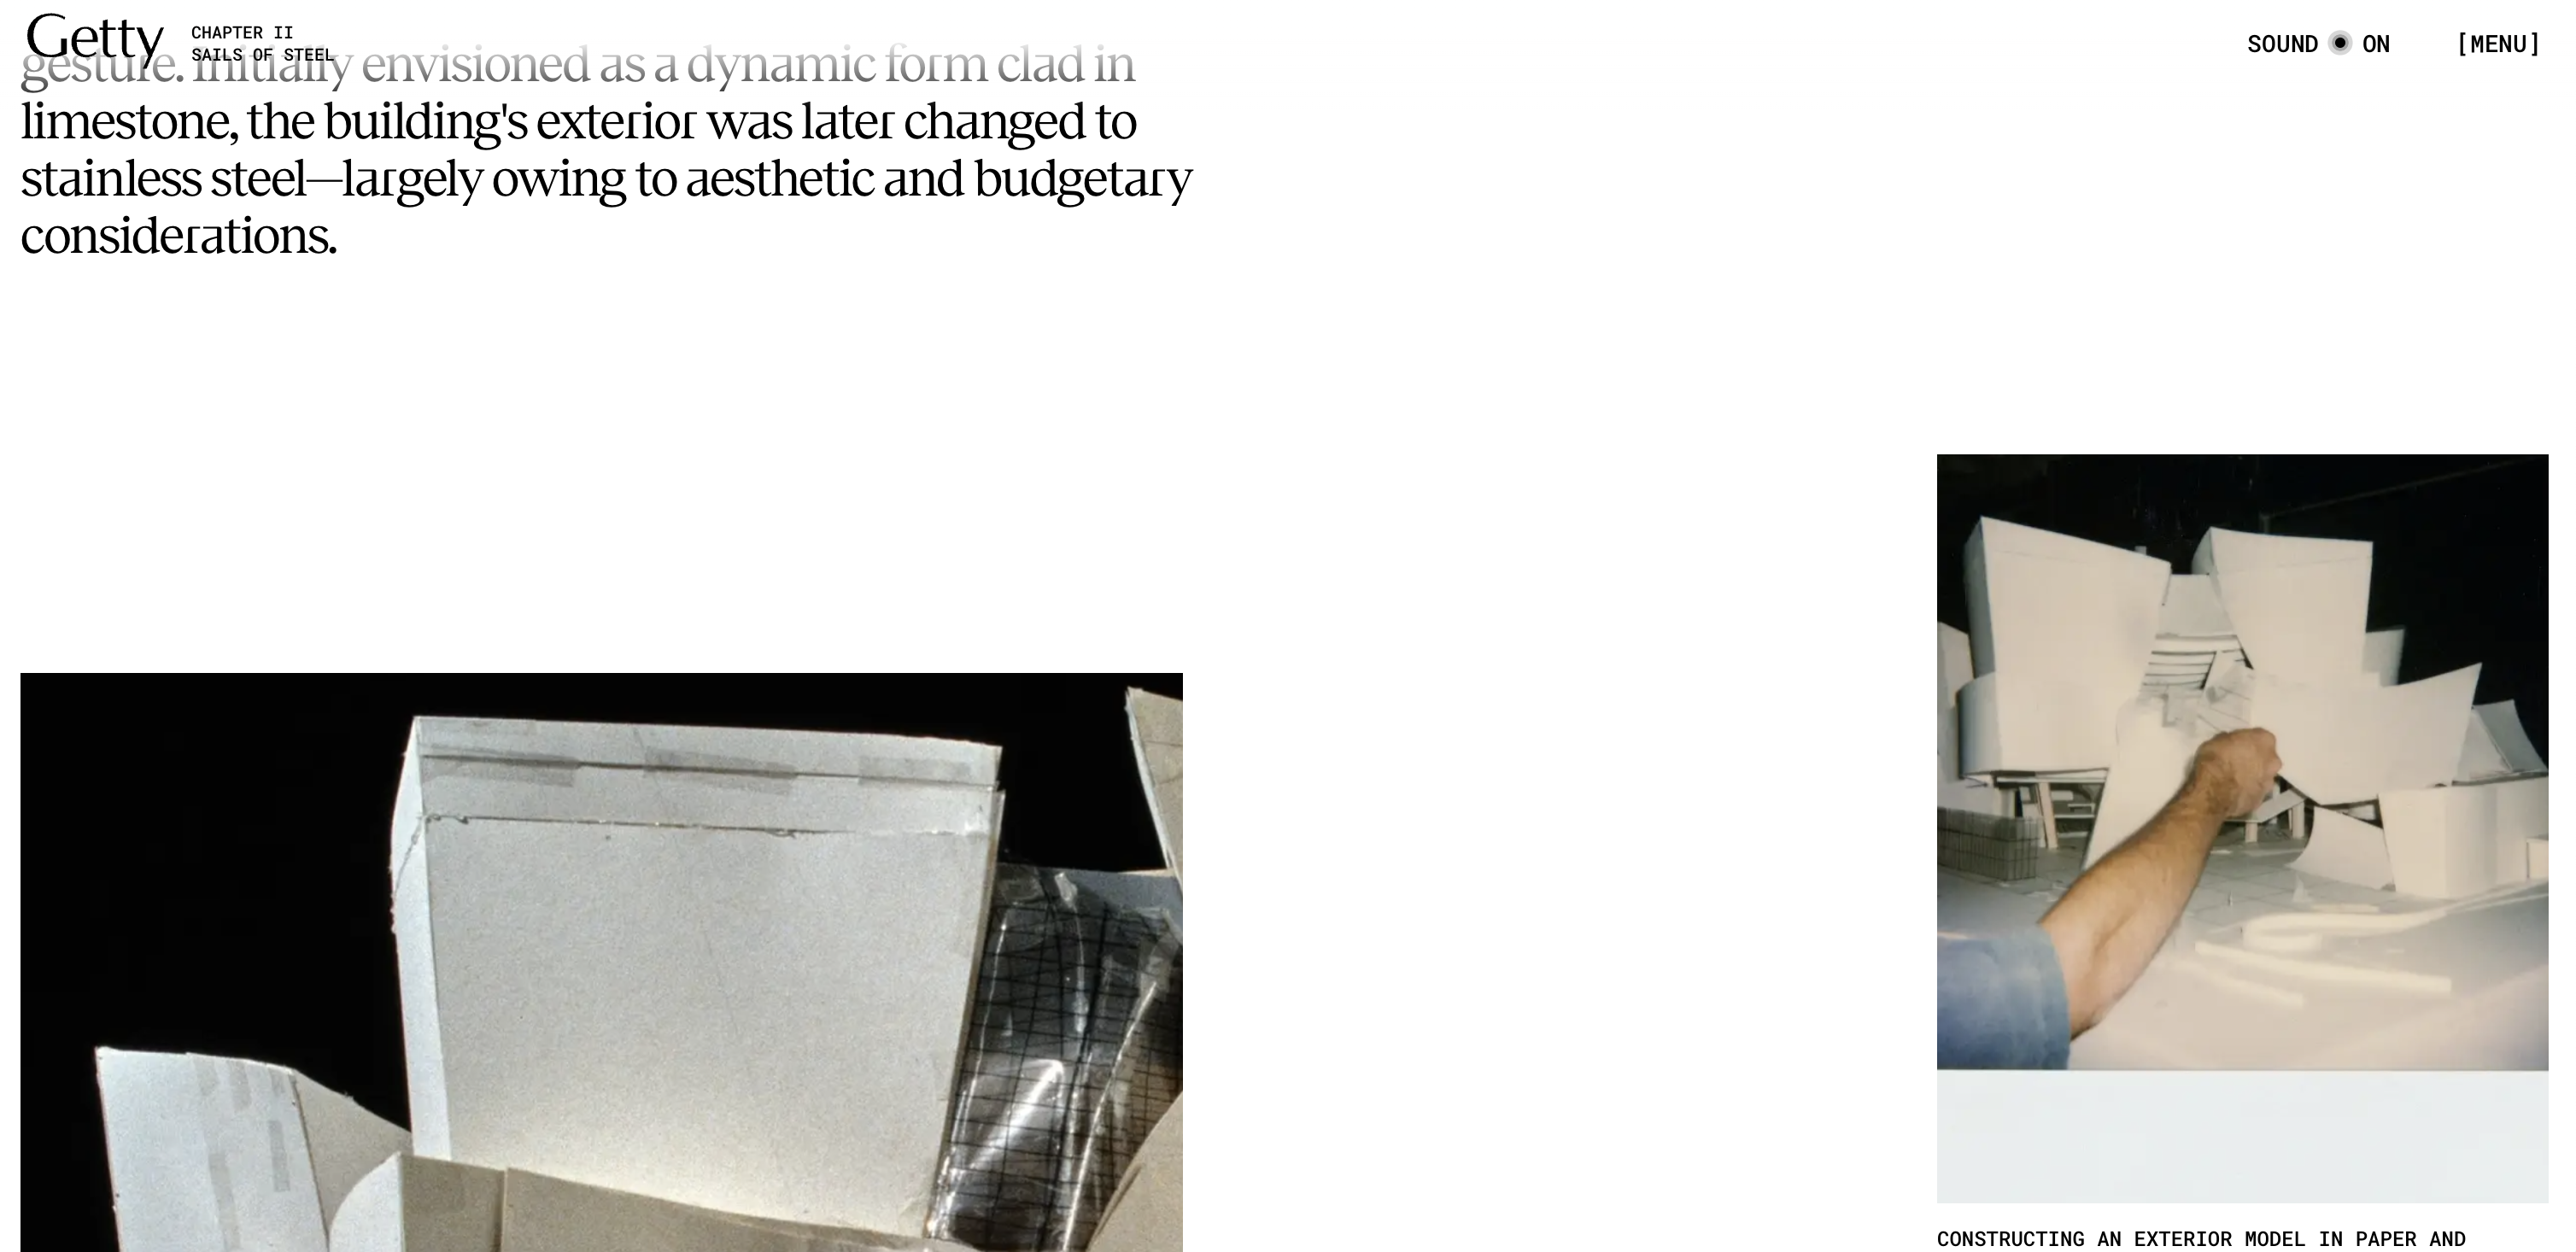 Getty
CHAPTER II
SAILS OF STEEL
SOUND ON
[MENU]
gesture. Initially envisioned as a dynamic form clad in
limestone, the building's exterior was later changed to
stainless steel—largely owing to aesthetic and budgetary
considerations.
CONSTRUCTING AN EXTERIOR MODEL IN PAPER AND